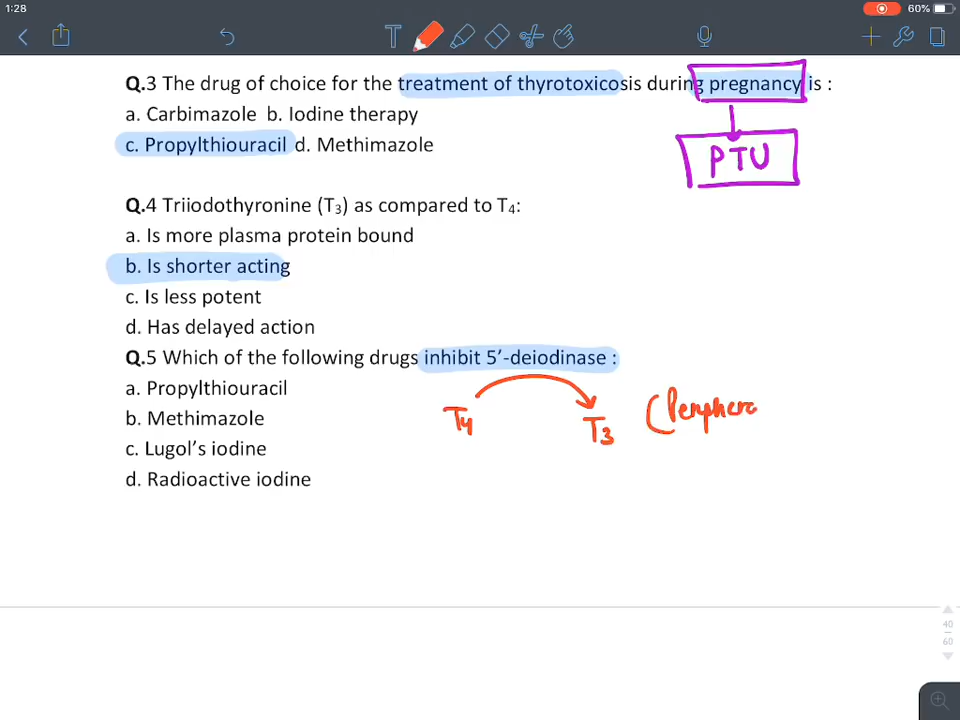 1:28
60%
T
Q.3 The drug of choice for the treatment of thyrotoxicosis during pregnancy is :
a. Carbimazole b. Iodine therapy
c. Propylthiouracil d. Methimazole
PTU
Q.4 Triiodothyronine (T₃) as compared to T₄:
a. Is more plasma protein bound
b. Is shorter acting
c. Is less potent
d. Has delayed action
Q.5 Which of the following drugs inhibit 5’-deiodinase :
a. Propylthiouracil
b. Methimazole
T₄ T₃ (Periphera
c. Lugol’s iodine
d. Radioactive iodine
40
60